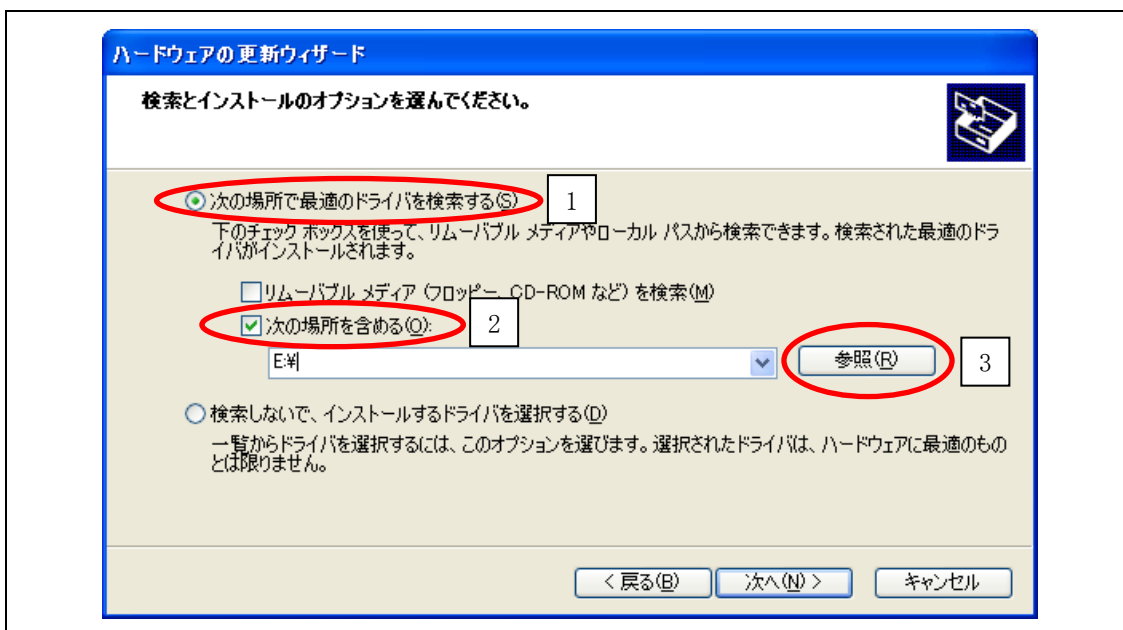 ハードウェアの更新ウィザード
検索とインストールのオプションを選んでください。
次の場所で最適のドライバを検索する(S)
1
下のチェック ボックスを使って、リムーバブル メディアやローカル パスから検索できます。検索された最適のドラ
イバがインストールされます。
リムーバブル メディア (フロッピー、CD-ROM など) を検索(M)
次の場所を含める(O):
2
E:¥
参照(R)
3
検索しないで、インストールするドライバを選択する(D)
一覧からドライバを選択するには、このオプションを選びます。選択されたドライバは、ハードウェアに最適のもの
とは限りません。
< 戻る(B)
次へ(N) >
キャンセル